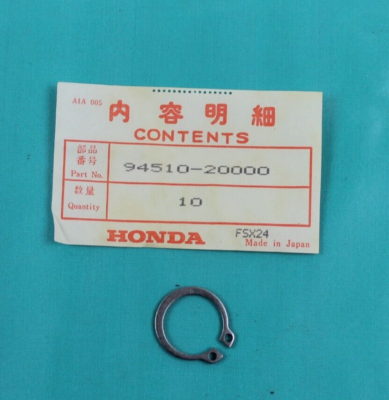 AIA 005
内容明細
CONTENTS
部品
番号
Part No.
94510-20000
数量
Quantity
10
HONDA
FSX24
Made in Japan